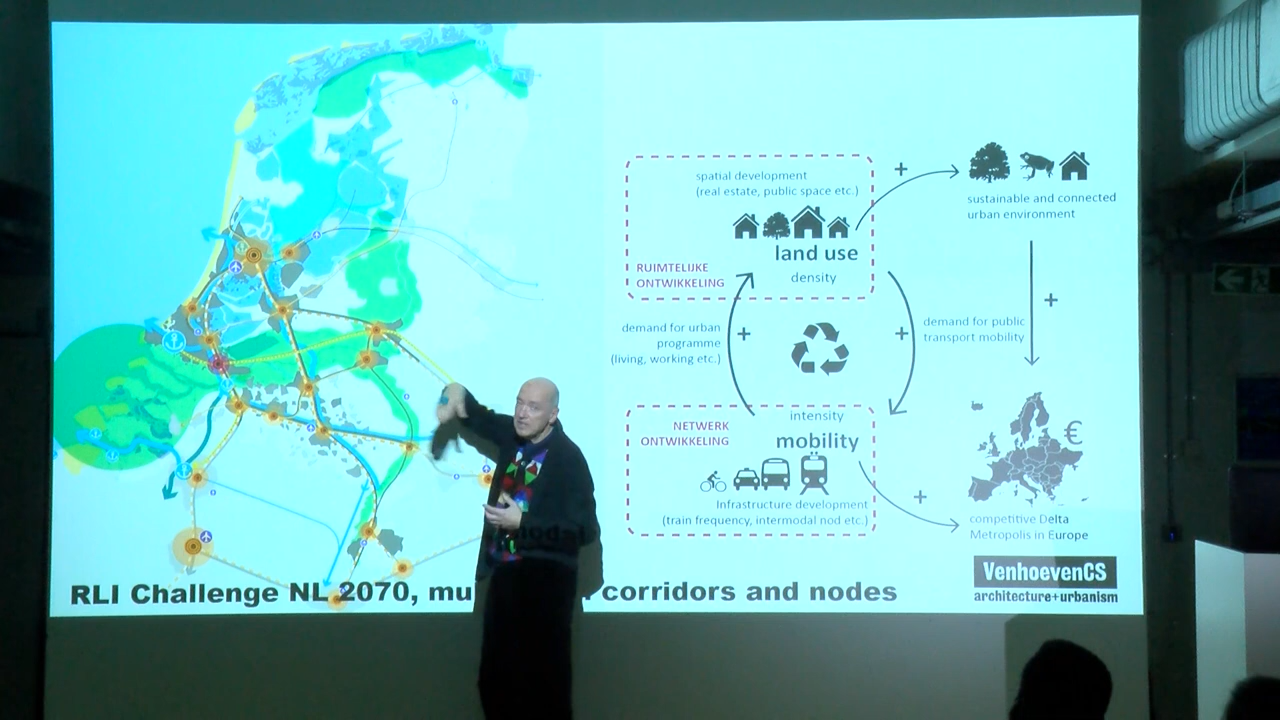 spatial development
(real estate, public space etc.)
land use
density
RUIMTELIJKE
ONTWIKKELING
+
sustainable and connected
urban environment
demand for urban
programme
(living, working etc.)
+
+
demand for public
transport mobility
+
NETWERK
ONTWIKKELING
intensity
mobility
Infrastructure development
(train frequency, intermodal nod etc.)
+
€
competitive Delta
Metropolis in Europe
VenhoevenCS
architecture+urbanism
RLI Challenge NL 2070, mu corridors and nodes